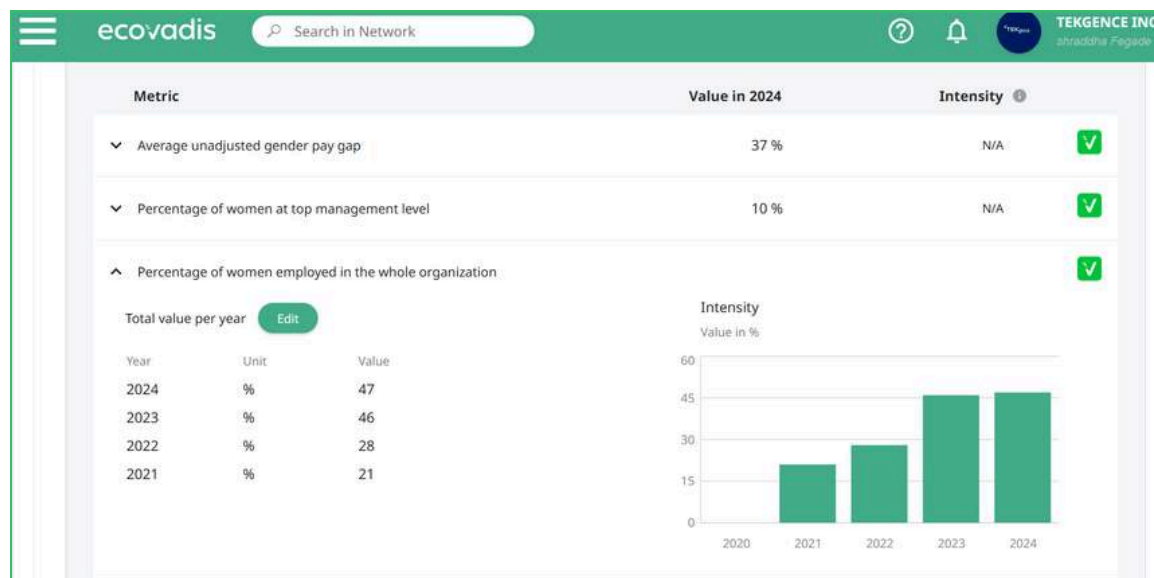 ecovadis Search in Network TEKGENCE INC
shraddha Fegade
Metric Value in 2024 Intensity
Average unadjusted gender pay gap 37 % N/A
Percentage of women at top management level 10 % N/A
Percentage of women employed in the whole organization
Total value per year Edit
Year Unit Value
2024 % 47
2023 % 46
2022 % 28
2021 % 21
Intensity
Value in %
60
45
30
15
0
2020 2021 2022 2023 2024